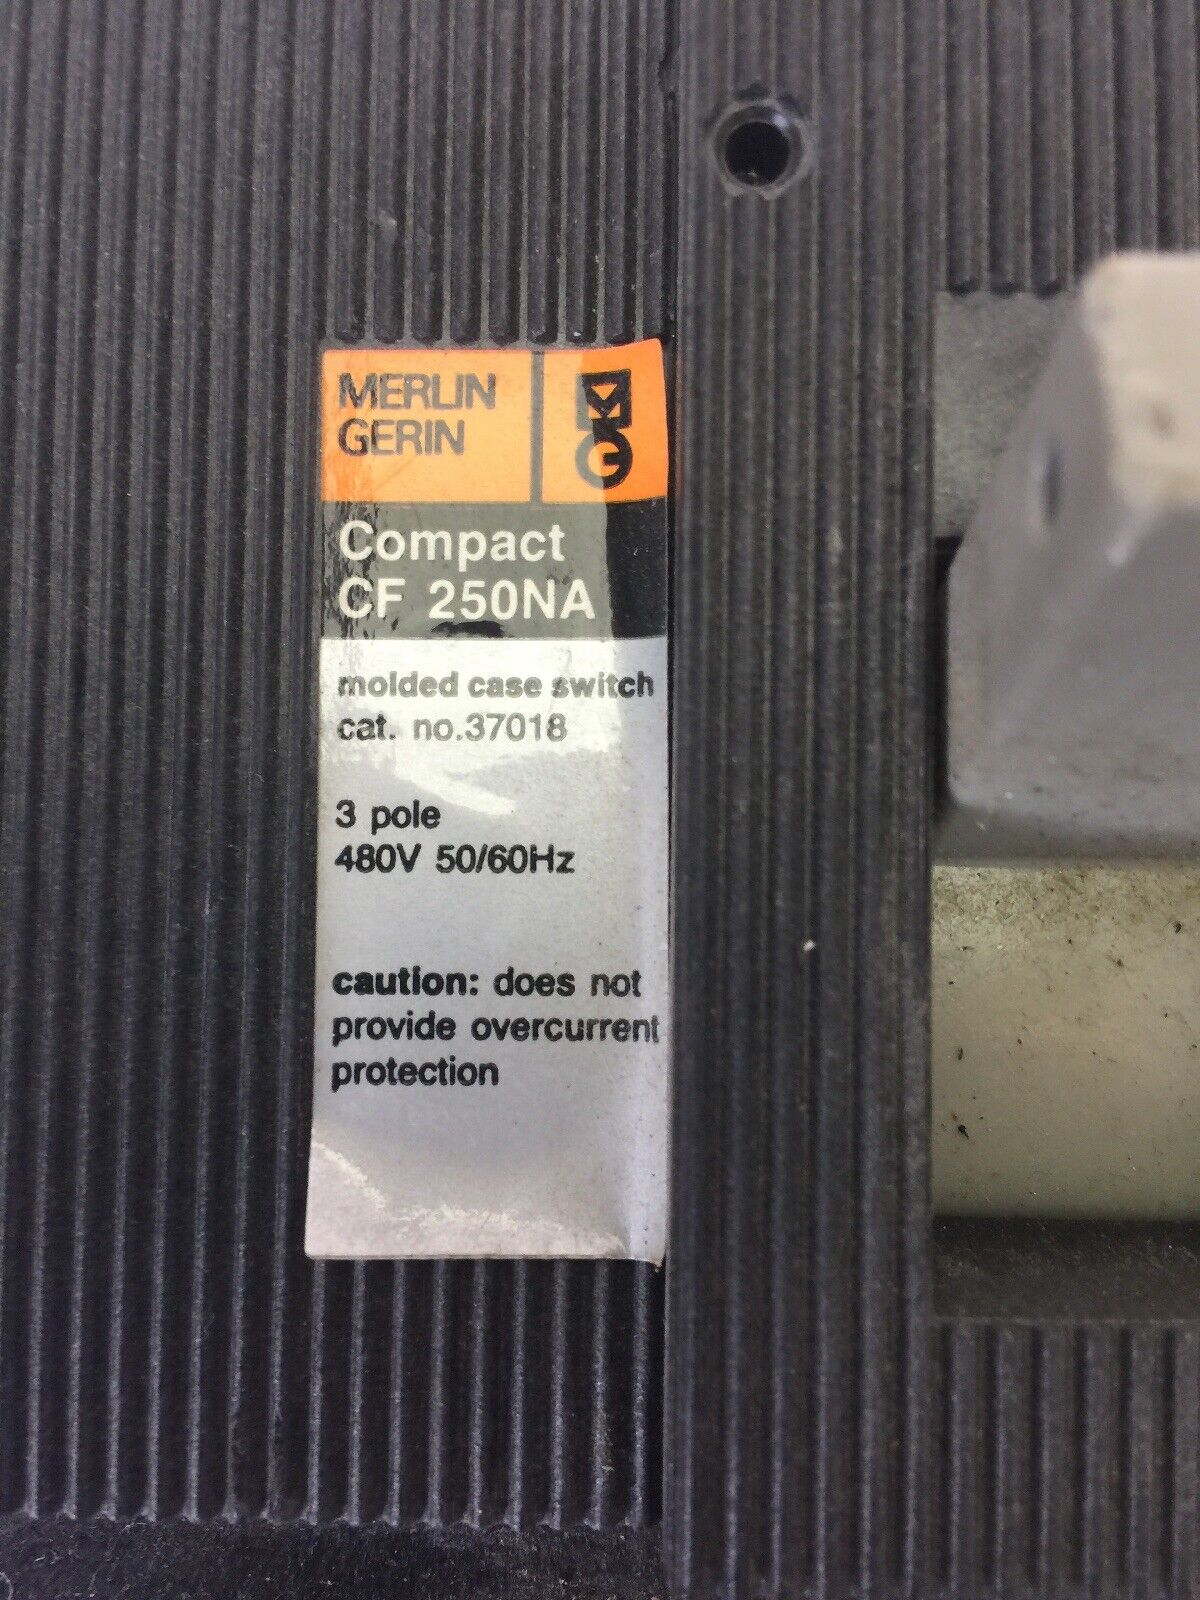 MERLIN
GERIN
MG
Compact
CF 250NA
molded case switch
cat. no.37018
3 pole
480V 50/60Hz
caution: does not
provide overcurrent
protection